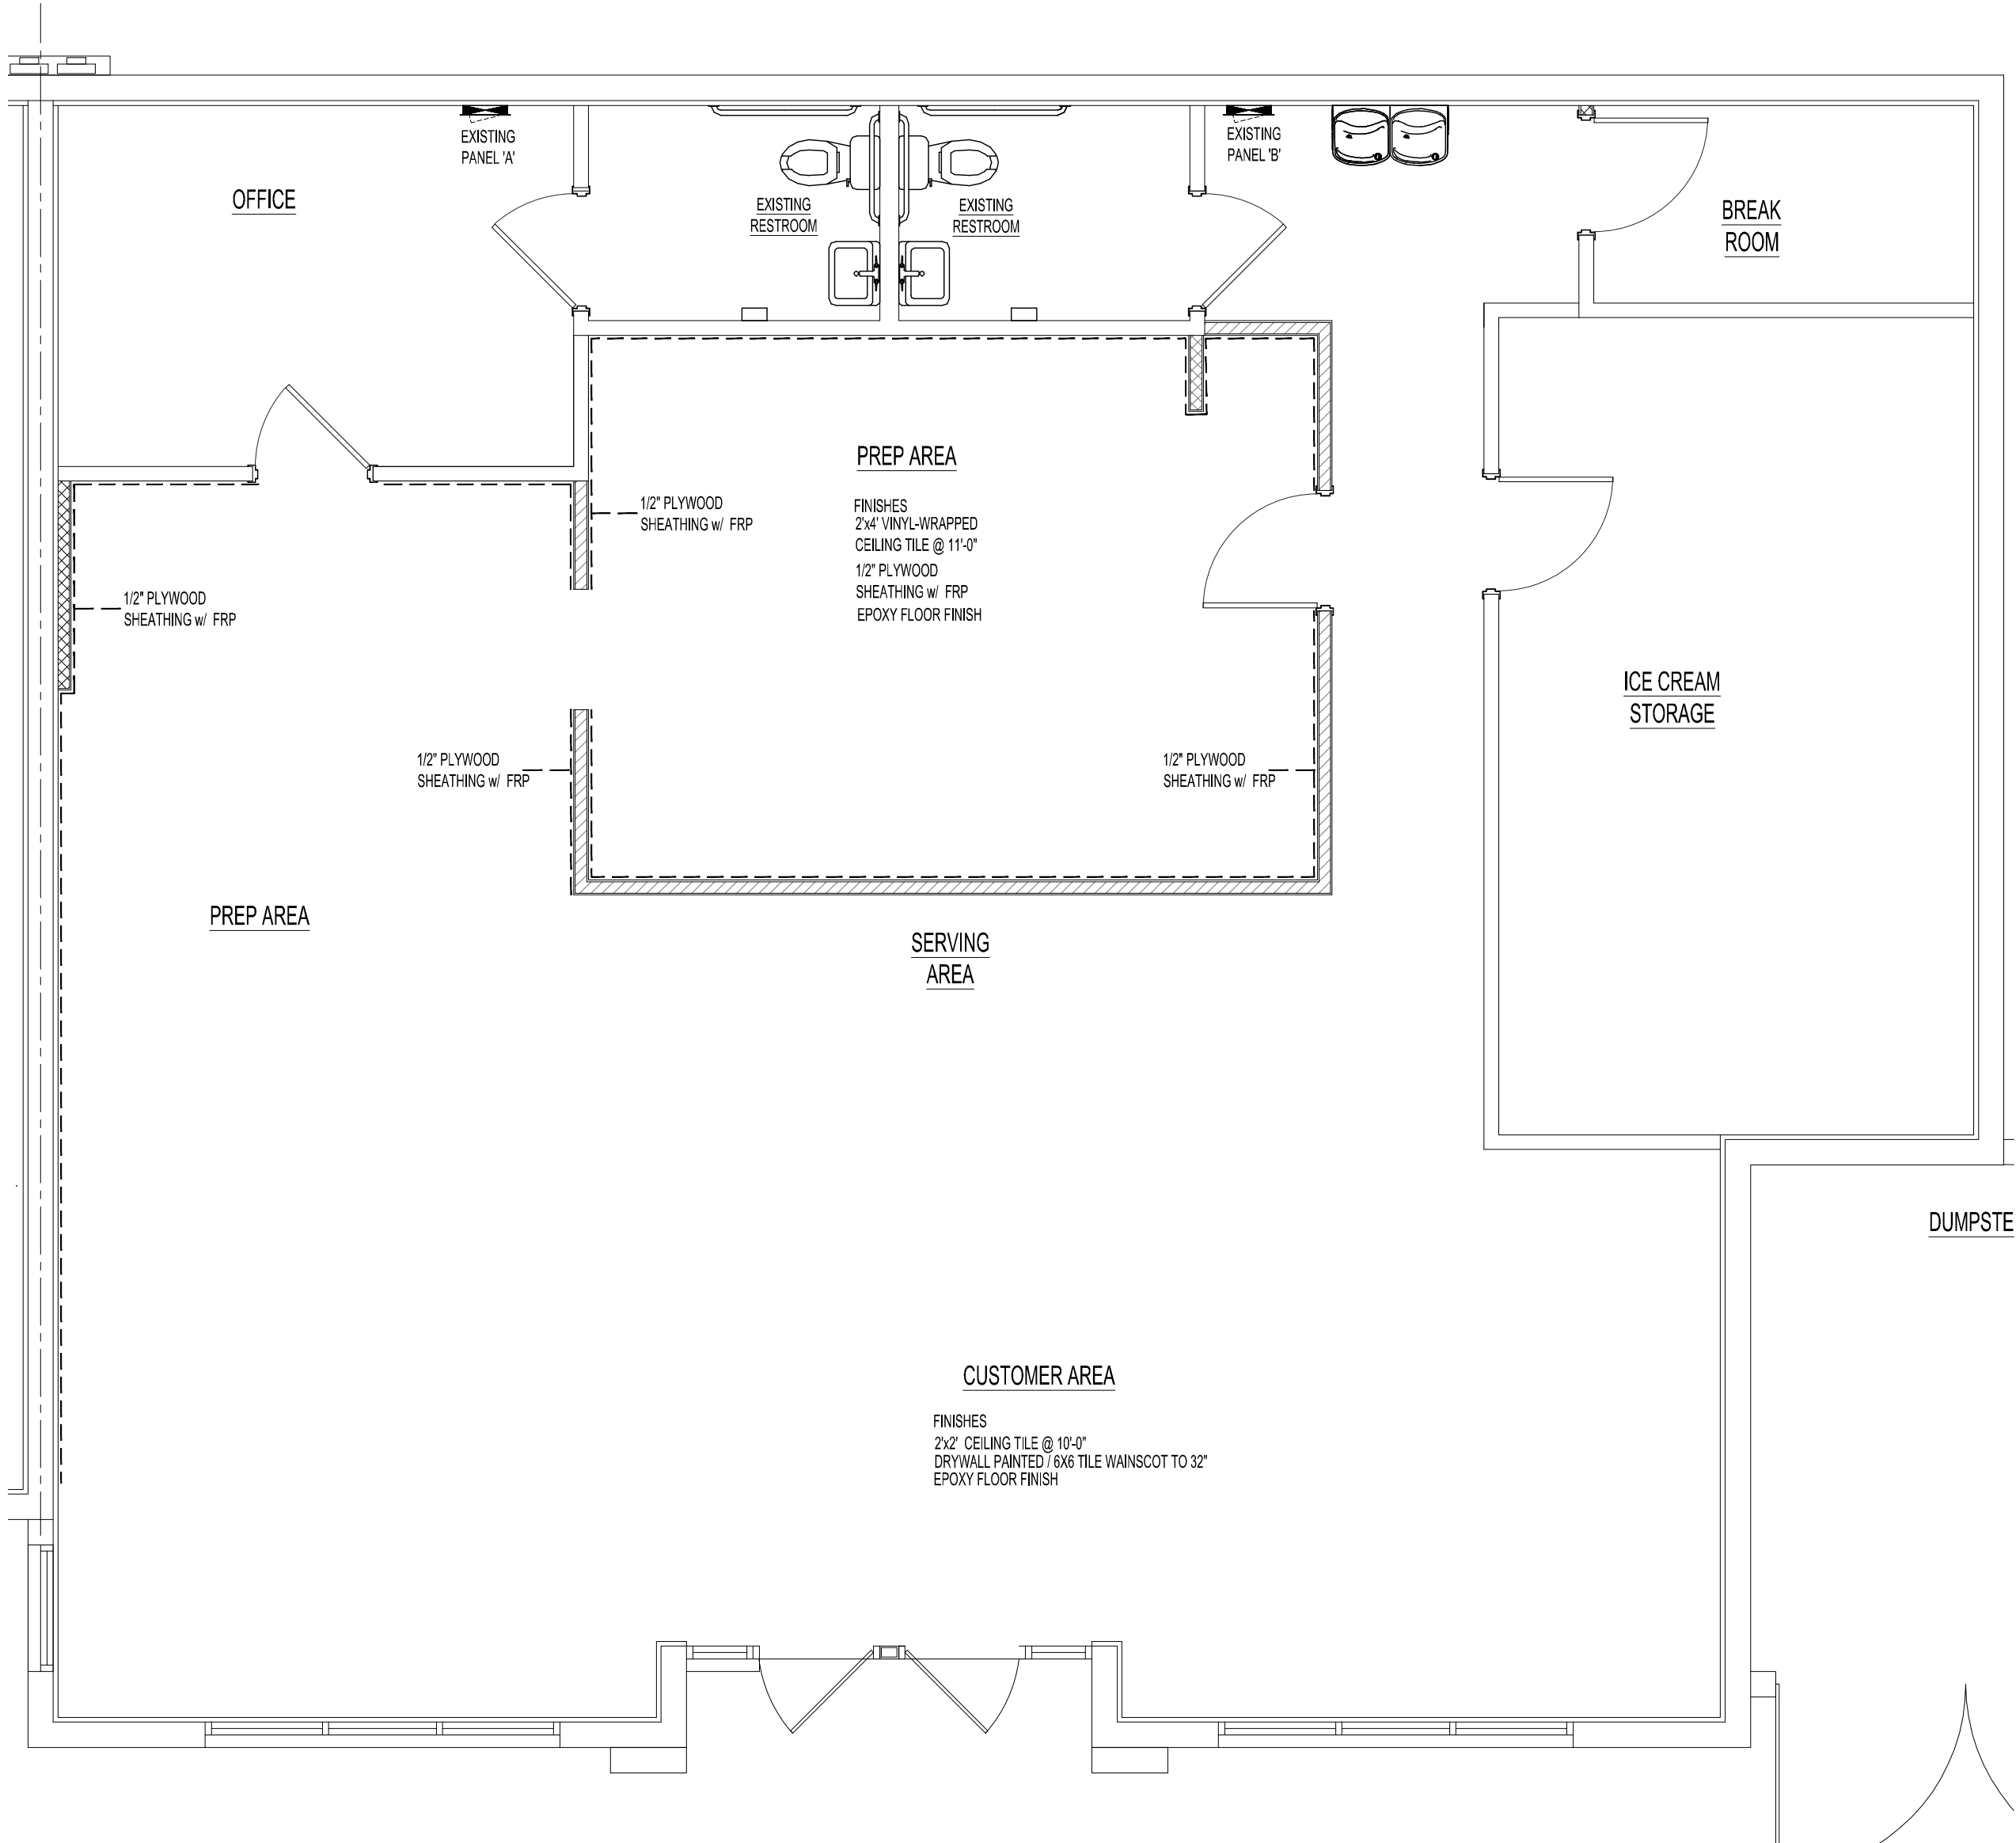 EXISTING
PANEL 'A'
EXISTING
PANEL 'B'
OFFICE
EXISTING
RESTROOM
EXISTING
RESTROOM
BREAK
ROOM
PREP AREA
FINISHES
2'x4' VINYL-WRAPPED
CEILING TILE @ 11'-0"
1/2" PLYWOOD
SHEATHING w/ FRP
EPOXY FLOOR FINISH
1/2" PLYWOOD
SHEATHING w/ FRP
1/2" PLYWOOD
SHEATHING w/ FRP
ICE CREAM
STORAGE
1/2" PLYWOOD
SHEATHING w/ FRP
1/2" PLYWOOD
SHEATHING w/ FRP
PREP AREA
SERVING
AREA
DUMPSTE
CUSTOMER AREA
FINISHES
2'x2' CEILING TILE @ 10'-0"
DRYWALL PAINTED / 6X6 TILE WAINSCOT TO 32"
EPOXY FLOOR FINISH